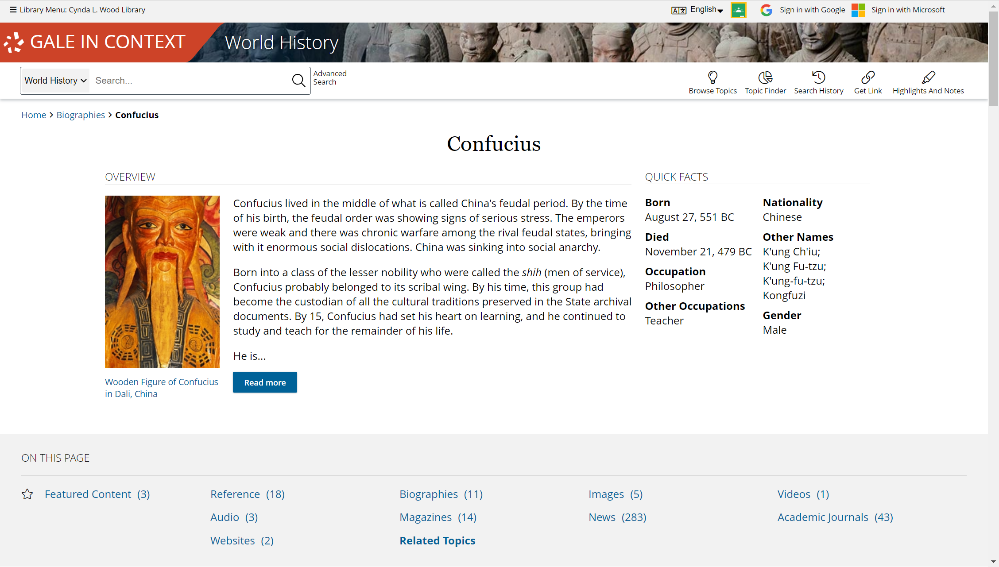 Library Menu: Cynda L. Wood Library
English
Sign in with Google
Sign in with Microsoft
GALE IN CONTEXT
World History
World History
Search...
Advanced
Search
Browse Topics
Topic Finder
Search History
Get Link
Highlights And Notes
Home > Biographies > Confucius
Confucius
OVERVIEW
Confucius lived in the middle of what is called China's feudal period. By the time
of his birth, the feudal order was showing signs of serious stress. The emperors
were weak and there was chronic warfare among the rival feudal states, bringing
with it enormous social dislocations. China was sinking into social anarchy.
Born into a class of the lesser nobility who were called the shih (men of service),
Confucius probably belonged to its scribal wing. By his time, this group had
become the custodian of all the cultural traditions preserved in the State archival
documents. By 15, Confucius had set his heart on learning, and he continued to
study and teach for the remainder of his life.
He is...
Read more
Wooden Figure of Confucius
in Dali, China
QUICK FACTS
Born
August 27, 551 BC
Died
November 21, 479 BC
Occupation
Philosopher
Other Occupations
Teacher
Nationality
Chinese
Other Names
K'ung Ch'iu;
K'ung Fu-tzu;
K'ung-fu-tzu;
Kongfuzi
Gender
Male
ON THIS PAGE
Featured Content (3)
Reference (18)
Biographies (11)
Images (5)
Videos (1)
Audio (3)
Magazines (14)
News (283)
Academic Journals (43)
Websites (2)
Related Topics